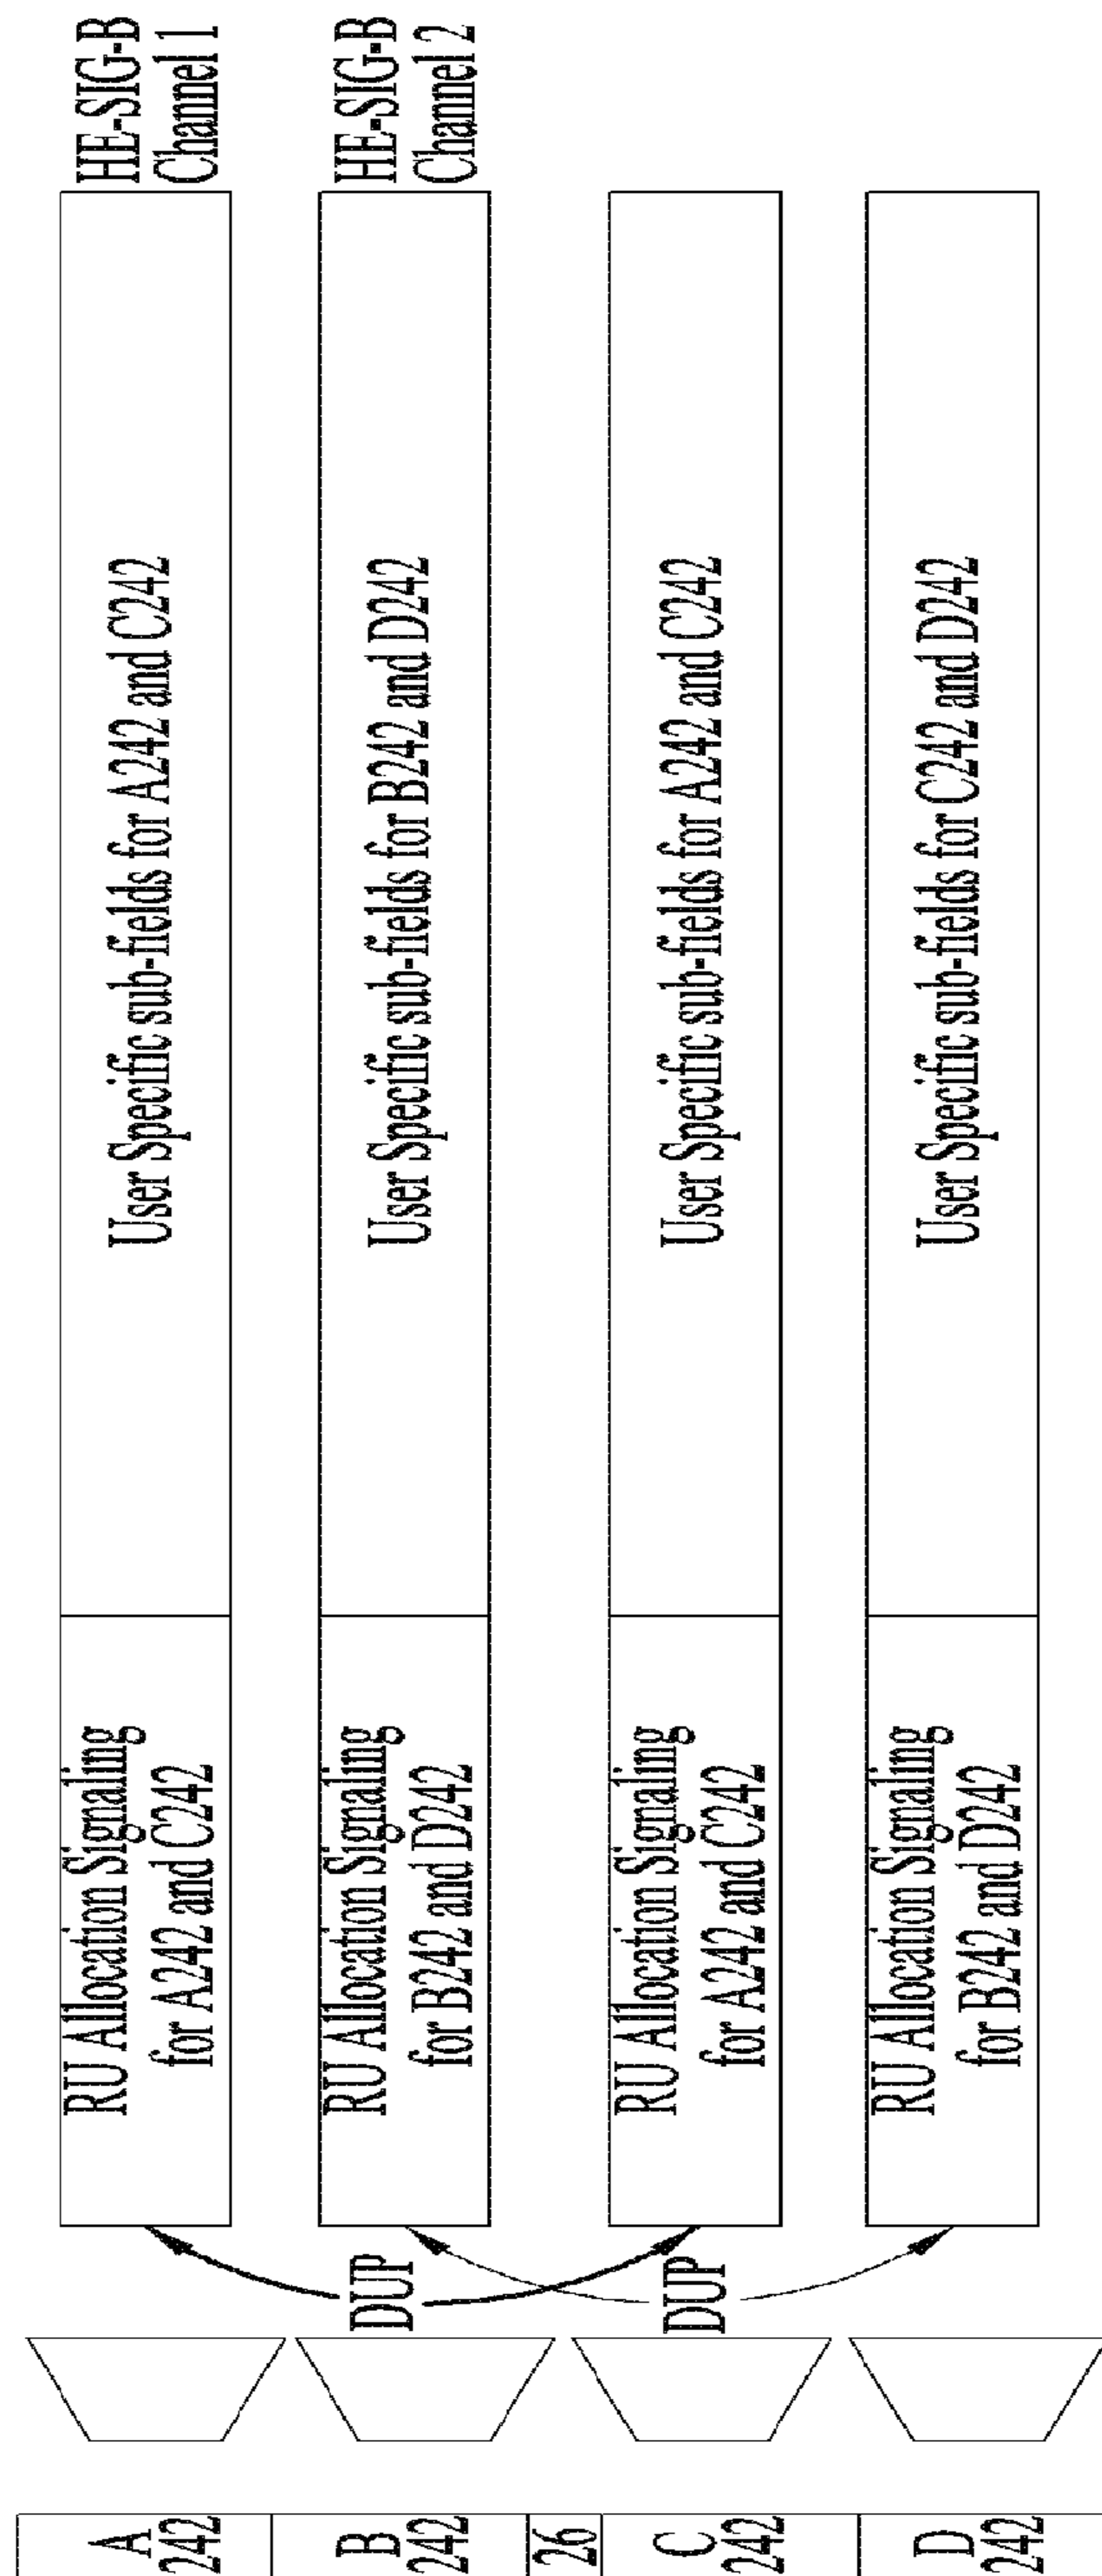 A
242
RU Allocation Signaling
for A242 and C242
User Specific sub-fields for A242 and C242
HE-SIG-B
Channel 1
B
242
DUP
RU Allocation Signaling
for B242 and D242
User Specific sub-fields for B242 and D242
HE-SIG-B
Channel 2
26
C
242
DUP
RU Allocation Signaling
for A242 and C242
User Specific sub-fields for A242 and C242
D
242
RU Allocation Signaling
for B242 and D242
User Specific sub-fields for C242 and D242